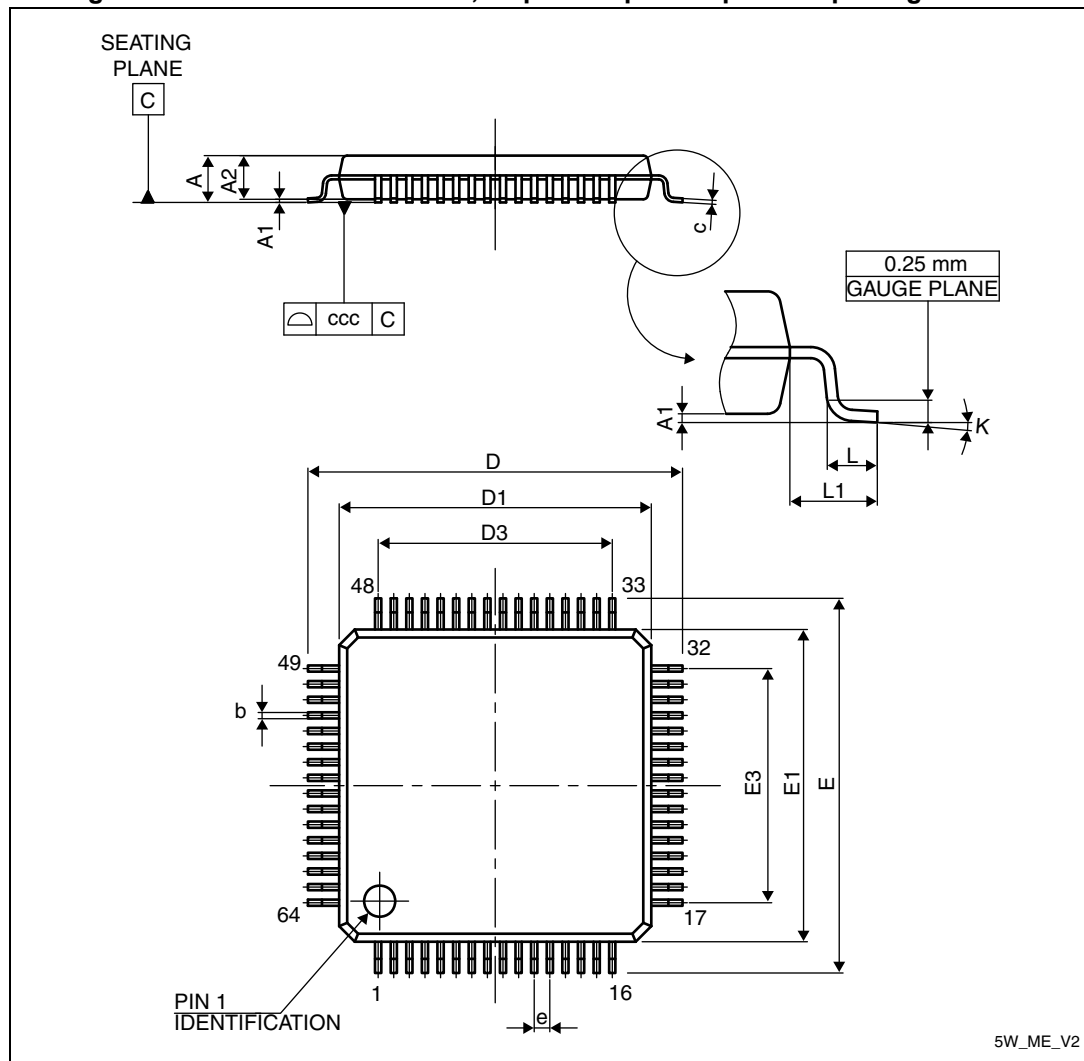 SEATING
PLANE
C
A
A2
A1
c
ccc C
0.25 mm
GAUGE PLANE
A1
K
L
L1
D
D1
D3
48
33
49
32
b
E3
E1
E
64
17
1
16
PIN 1
IDENTIFICATION
e
5W_ME_V2